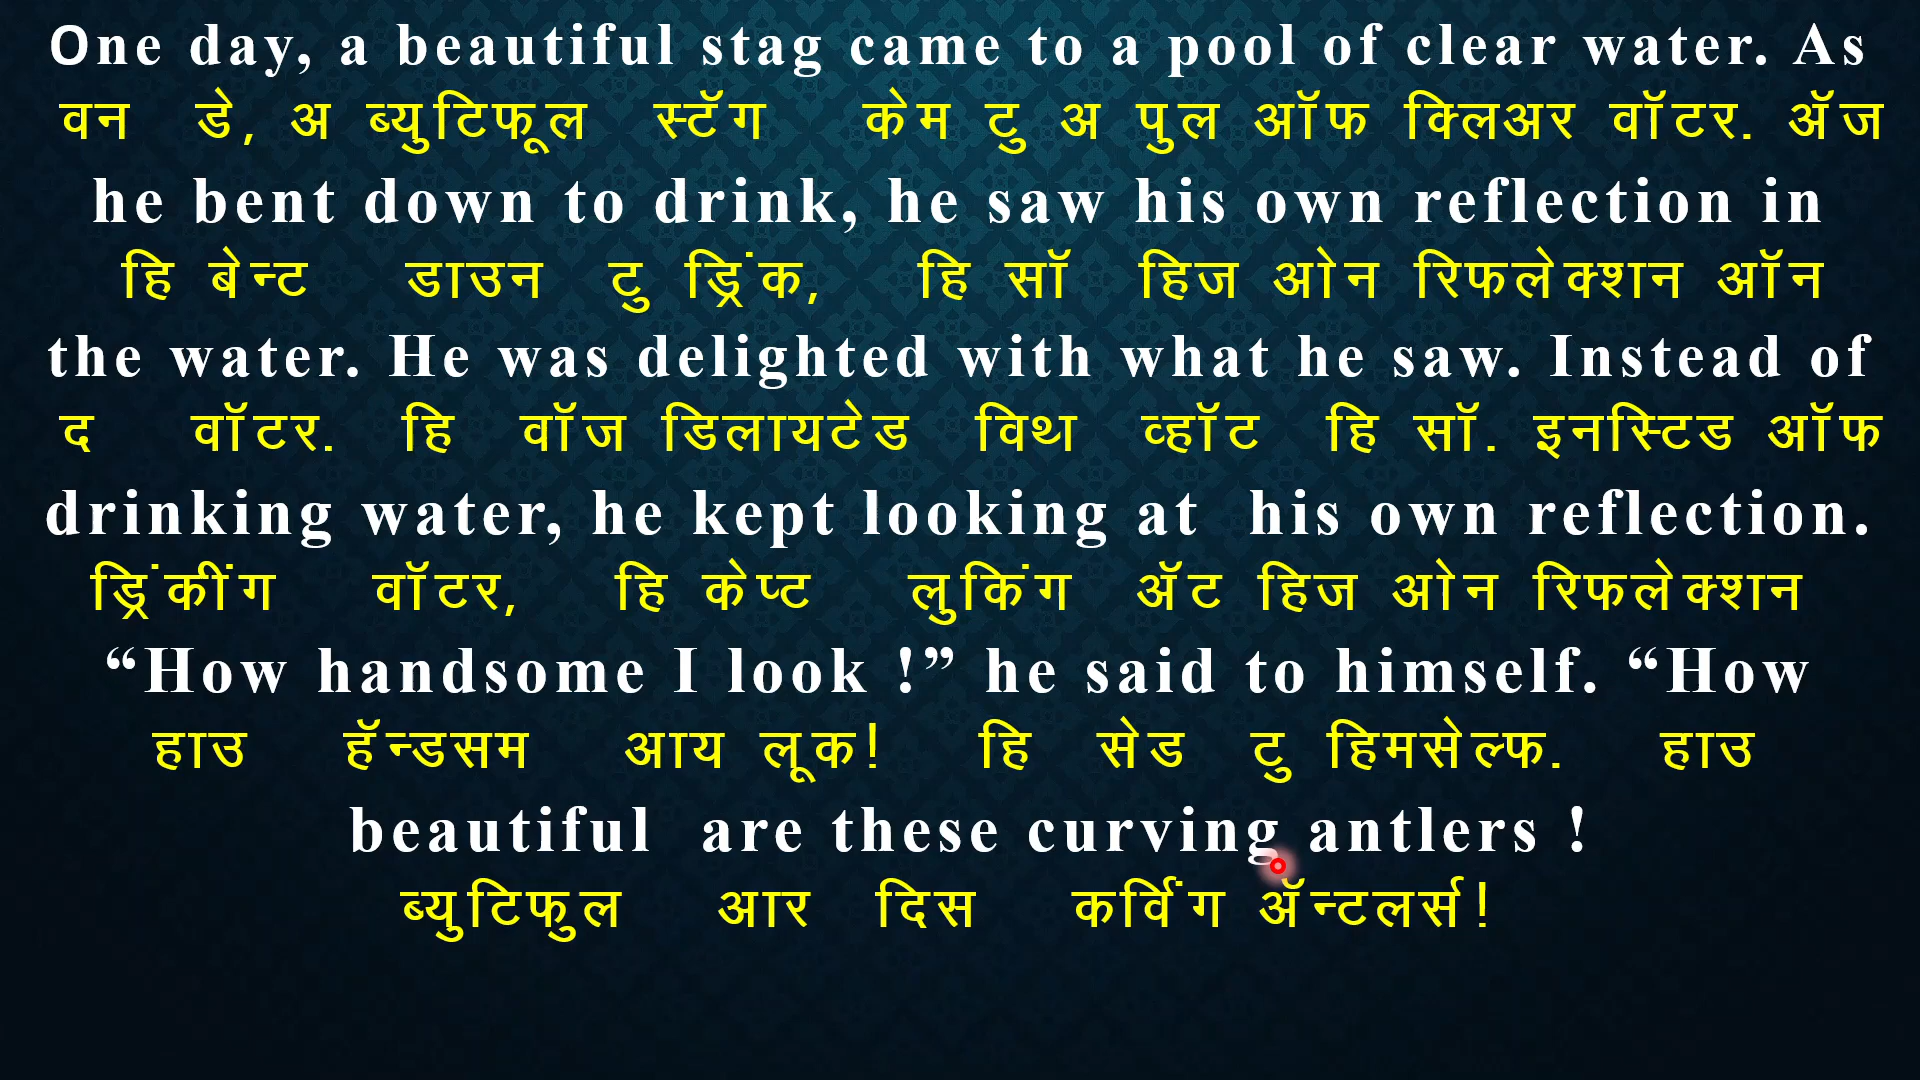 One day, a beautiful stag came to a pool of clear water. As
वन डे, अ ब्युटिफूल स्टॅग केम टु अ पुल ऑफ क्लिअर वॉटर. ॲज
he bent down to drink, he saw his own reflection in
हि बेन्ट डाउन टु ड्रिंक, हि सॉ हिज ओन रिफलेक्शन ऑन
the water. He was delighted with what he saw. Instead of
द वॉटर. हि वॉज डिलायटेड विथ व्हॉट हि सॉ. इनस्टिड ऑफ
drinking water, he kept looking at his own reflection.
ड्रिंकींग वॉटर, हि केप्ट लुकिंग ॲट हिज ओन रिफलेक्शन
“How handsome I look !” he said to himself. “How
हाउ हॅन्डसम आय लूक! हि सेड टु हिमसेल्फ. हाउ
beautiful are these curving antlers !
ब्युटिफुल आर दिस कर्विंग ॲन्टलर्स!